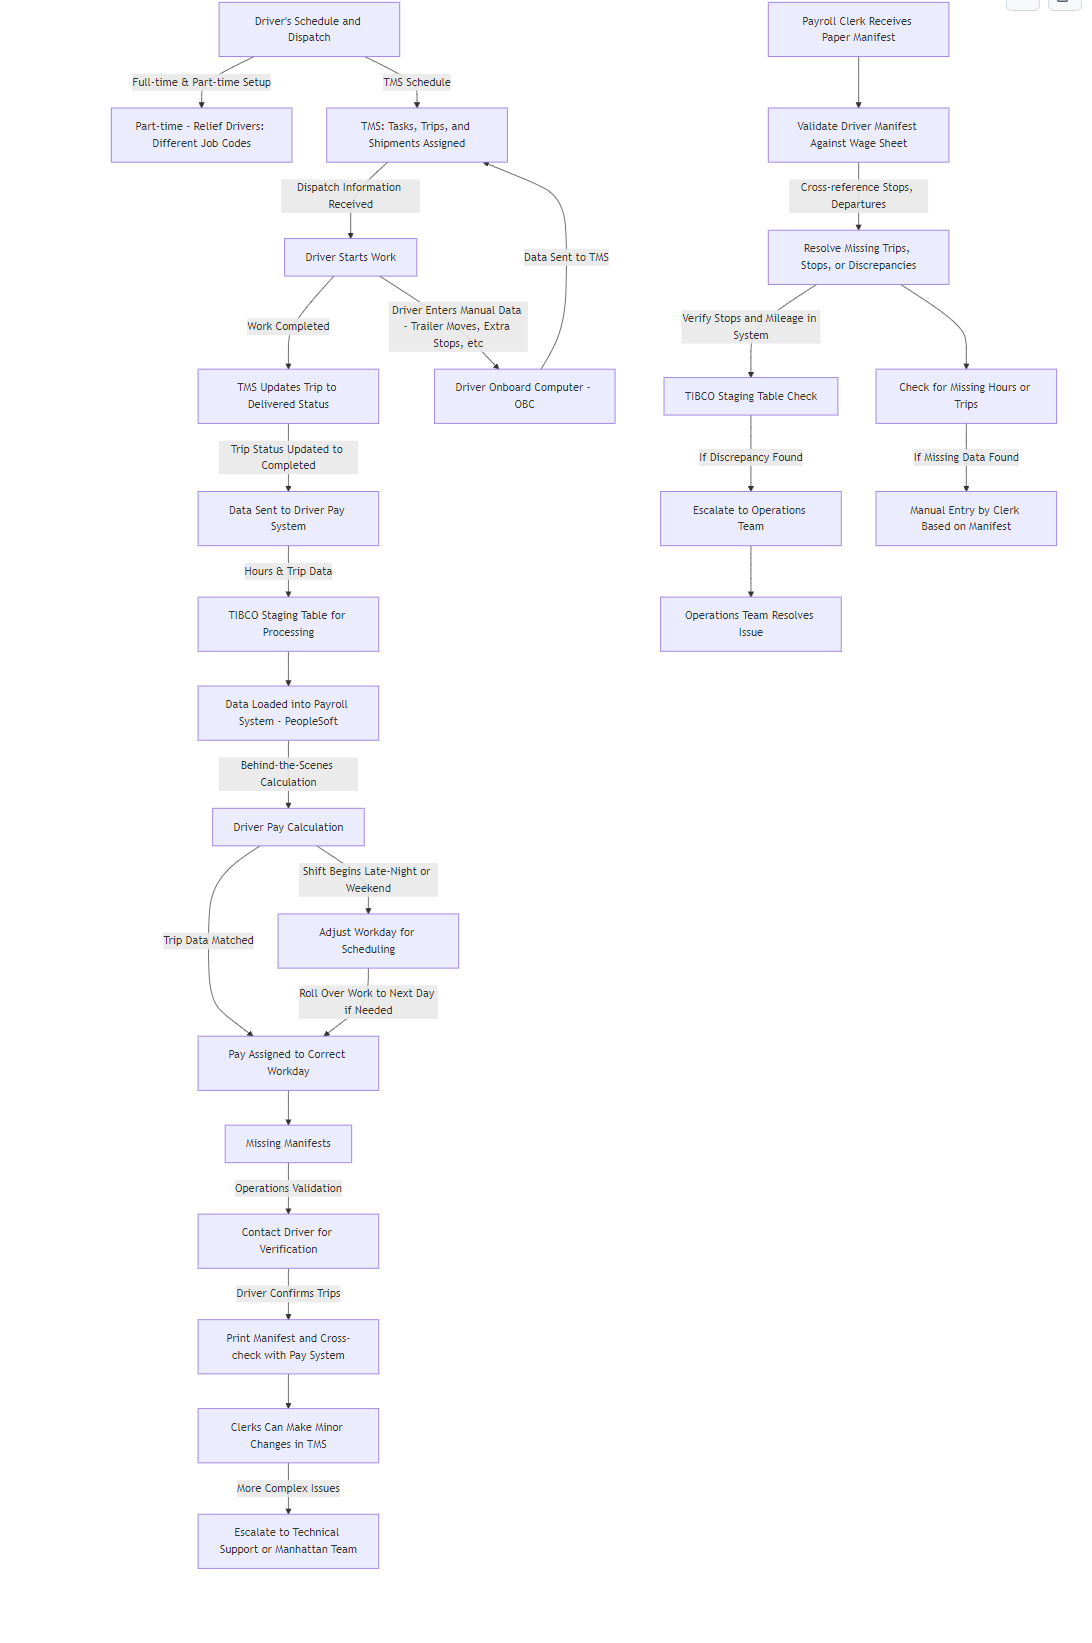 Driver's Schedule and
Dispatch
Full-time & Part-time Setup
TMS Schedule
Part-time - Relief Drivers:
Different Job Codes
TMS: Tasks, Trips, and
Shipments Assigned
Dispatch Information
Received
Data Sent to TMS
Driver Starts Work
Work Completed
Driver Enters Manual Data
- Trailer Moves, Extra
Stops, etc
TMS Updates Trip to
Delivered Status
Driver Onboard Computer -
OBC
Trip Status Updated to
Completed
Data Sent to Driver Pay
System
Hours & Trip Data
TIBCO Staging Table for
Processing
Data Loaded into Payroll
System - PeopleSoft
Behind-the-Scenes
Calculation
Driver Pay Calculation
Shift Begins Late-Night or
Weekend
Trip Data Matched
Adjust Workday for
Scheduling
Roll Over Work to Next Day
if Needed
Pay Assigned to Correct
Workday
Missing Manifests
Operations Validation
Contact Driver for
Verification
Driver Confirms Trips
Print Manifest and Cross-
check with Pay System
Clerks Can Make Minor
Changes in TMS
More Complex Issues
Escalate to Technical
Support or Manhattan Team
Payroll Clerk Receives
Paper Manifest
Validate Driver Manifest
Against Wage Sheet
Cross-reference Stops,
Departures
Resolve Missing Trips,
Stops, or Discrepancies
Verify Stops and Mileage in
System
TIBCO Staging Table Check
Check for Missing Hours or
Trips
If Discrepancy Found
If Missing Data Found
Escalate to Operations
Team
Manual Entry by Clerk
Based on Manifest
Operations Team Resolves
Issue